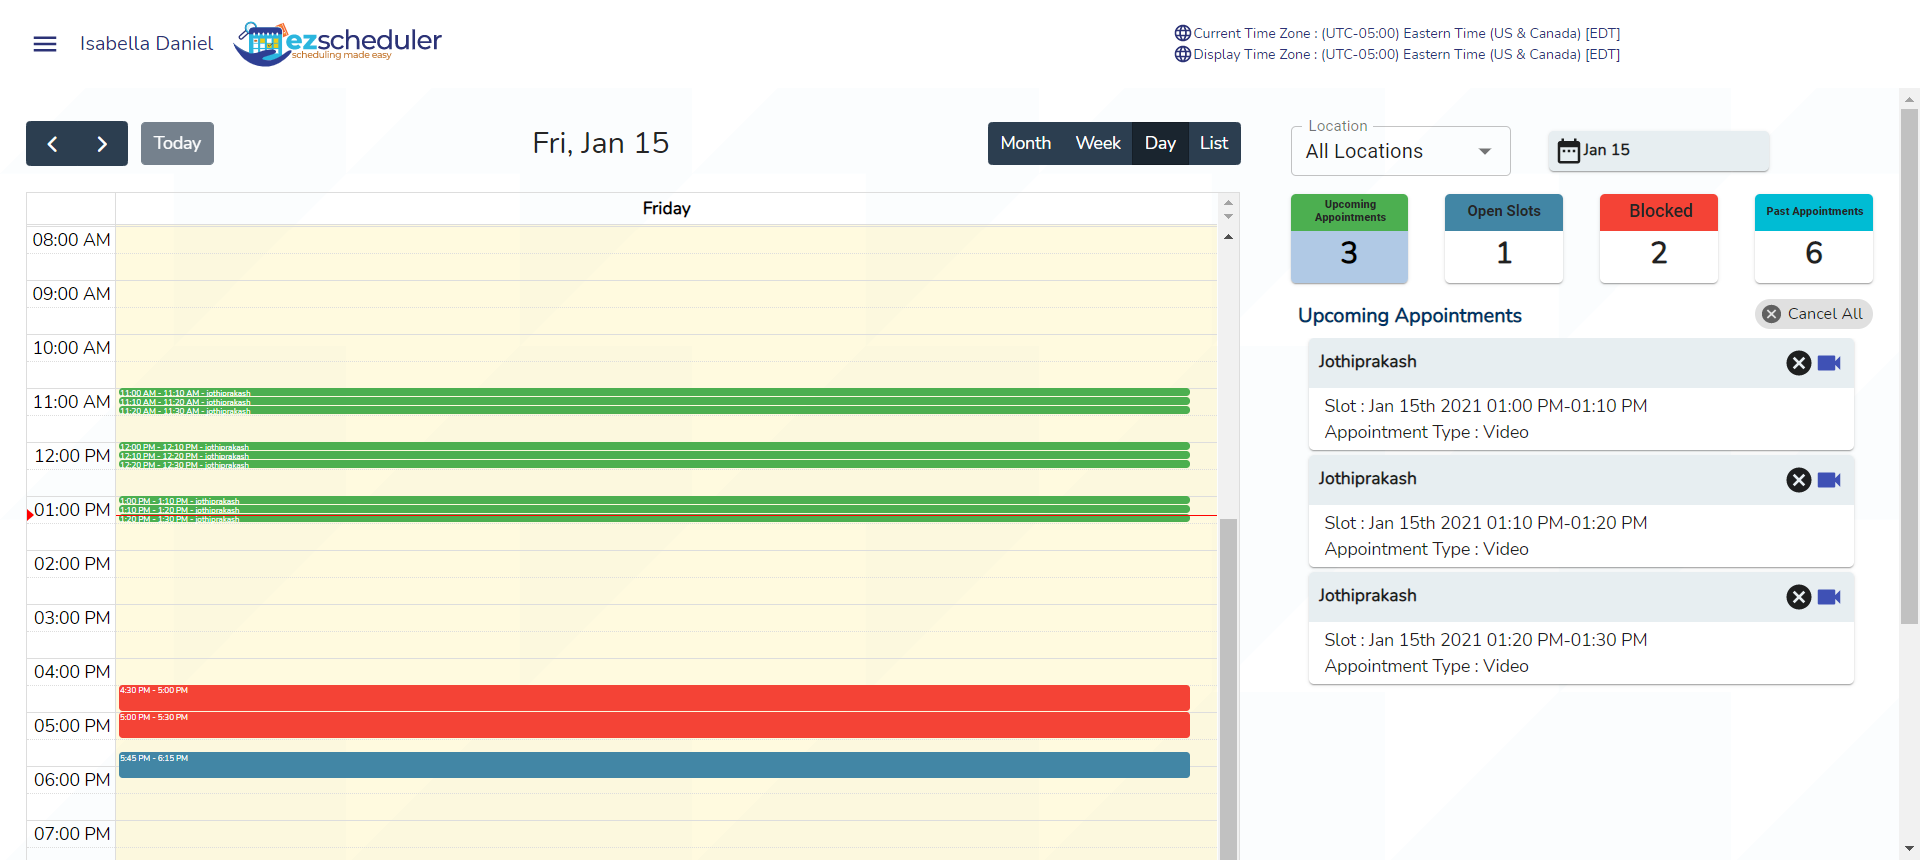 Isabella Daniel
ezscheduler
scheduling made easy
Current Time Zone : (UTC-05:00) Eastern Time (US & Canada) [EDT]
Display Time Zone : (UTC-05:00) Eastern Time (US & Canada) [EDT]
Today
Fri, Jan 15
Month Week Day List
Friday
08:00 AM
09:00 AM
10:00 AM
11:00 AM
11:00 AM - 11:10 AM - jothiprakash
11:10 AM - 11:20 AM - jothiprakash
11:20 AM - 11:30 AM - jothiprakash
12:00 PM
12:00 PM - 12:10 PM - jothiprakash
12:10 PM - 12:20 PM - jothiprakash
12:20 PM - 12:30 PM - jothiprakash
01:00 PM
1:00 PM - 1:10 PM - jothiprakash
1:10 PM - 1:20 PM - jothiprakash
1:20 PM - 1:30 PM - jothiprakash
02:00 PM
03:00 PM
04:00 PM
4:30 PM - 5:00 PM
05:00 PM
5:00 PM - 5:30 PM
5:45 PM - 6:15 PM
06:00 PM
07:00 PM
Location
All Locations
Jan 15
Upcoming
Appointments
3
Open Slots
1
Blocked
2
Past Appointments
6
Upcoming Appointments
Cancel All
Jothiprakash
Slot : Jan 15th 2021 01:00 PM-01:10 PM
Appointment Type : Video
Jothiprakash
Slot : Jan 15th 2021 01:10 PM-01:20 PM
Appointment Type : Video
Jothiprakash
Slot : Jan 15th 2021 01:20 PM-01:30 PM
Appointment Type : Video